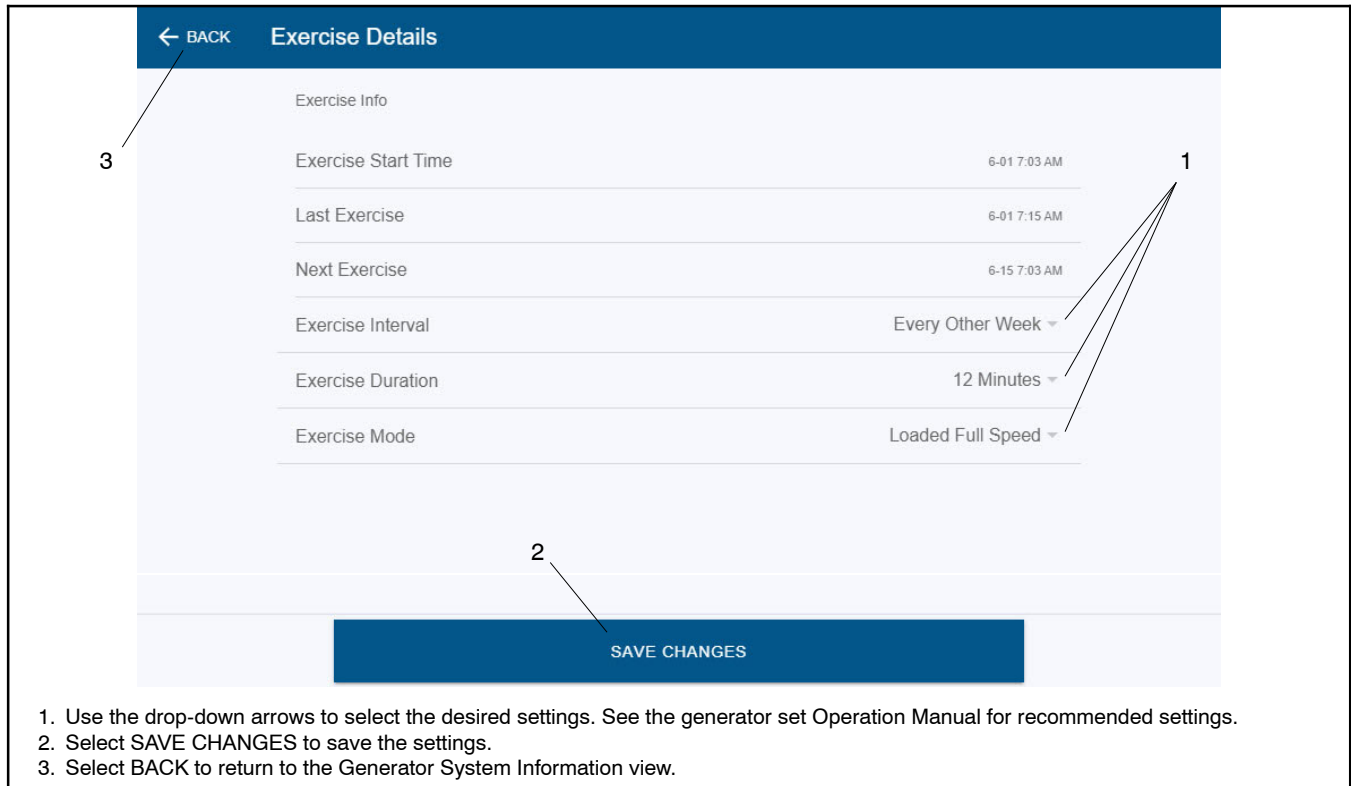 ← BACK Exercise Details
Exercise Info
3
Exercise Start Time 6-01 7:03 AM
1
Last Exercise 6-01 7:15 AM
Next Exercise 6-15 7:03 AM
Exercise Interval Every Other Week
Exercise Duration 12 Minutes
Exercise Mode Loaded Full Speed
2
SAVE CHANGES
1. Use the drop-down arrows to select the desired settings. See the generator set Operation Manual for recommended settings.
2. Select SAVE CHANGES to save the settings.
3. Select BACK to return to the Generator System Information view.